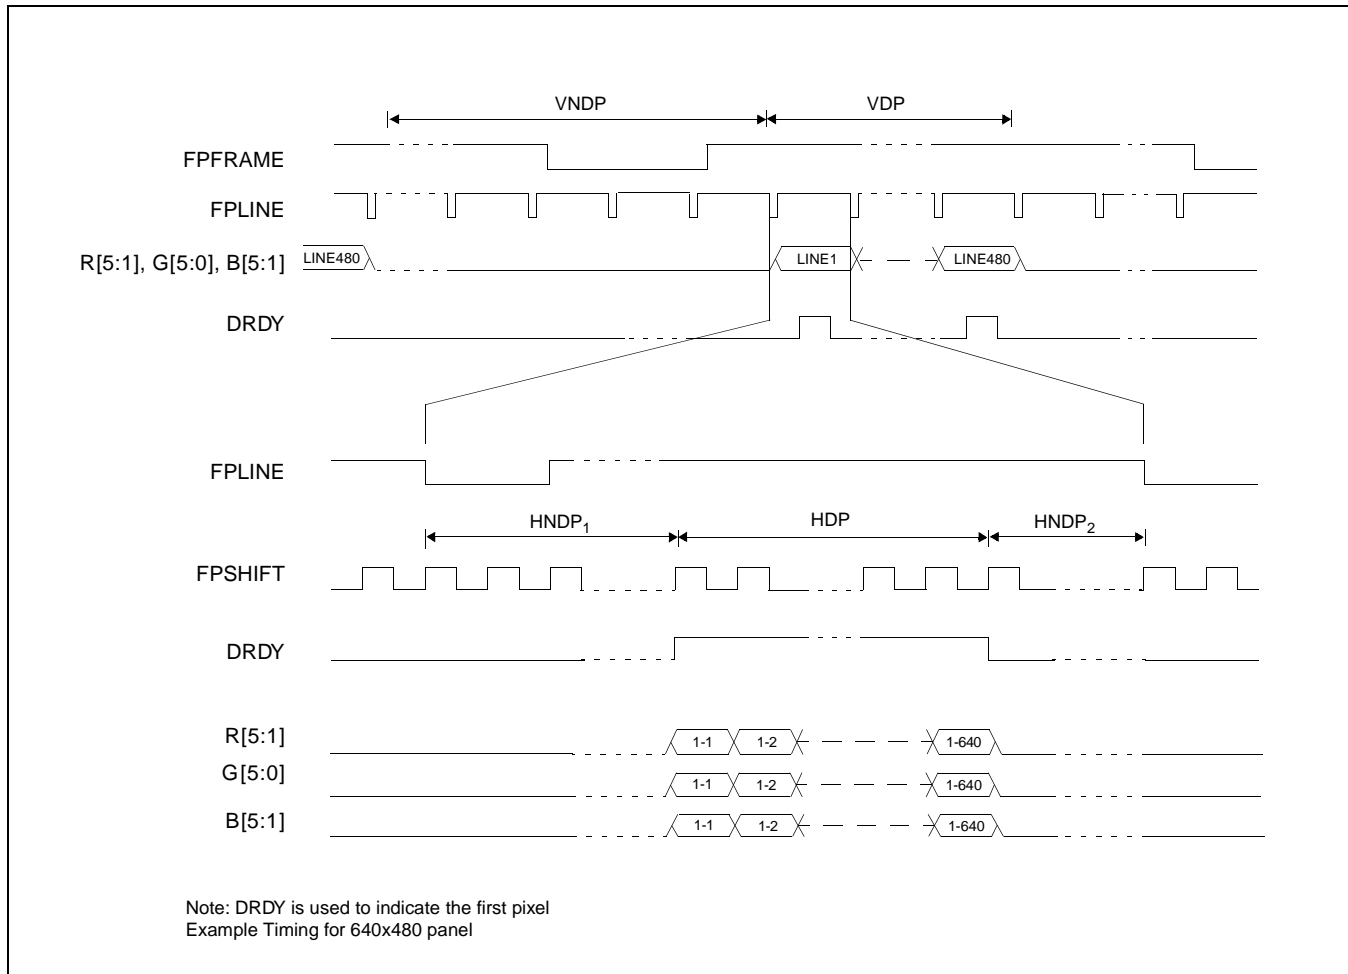 VNDP VDP
FPFRAME
FPLINE
R[5:1], G[5:0], B[5:1] LINE480 LINE1 LINE480
DRDY
FPLINE
HNDP1 HDP HNDP2
FPSHIFT
DRDY
R[5:1] 1-1 1-2 1-640
G[5:0] 1-1 1-2 1-640
B[5:1] 1-1 1-2 1-640
Note: DRDY is used to indicate the first pixel
Example Timing for 640x480 panel